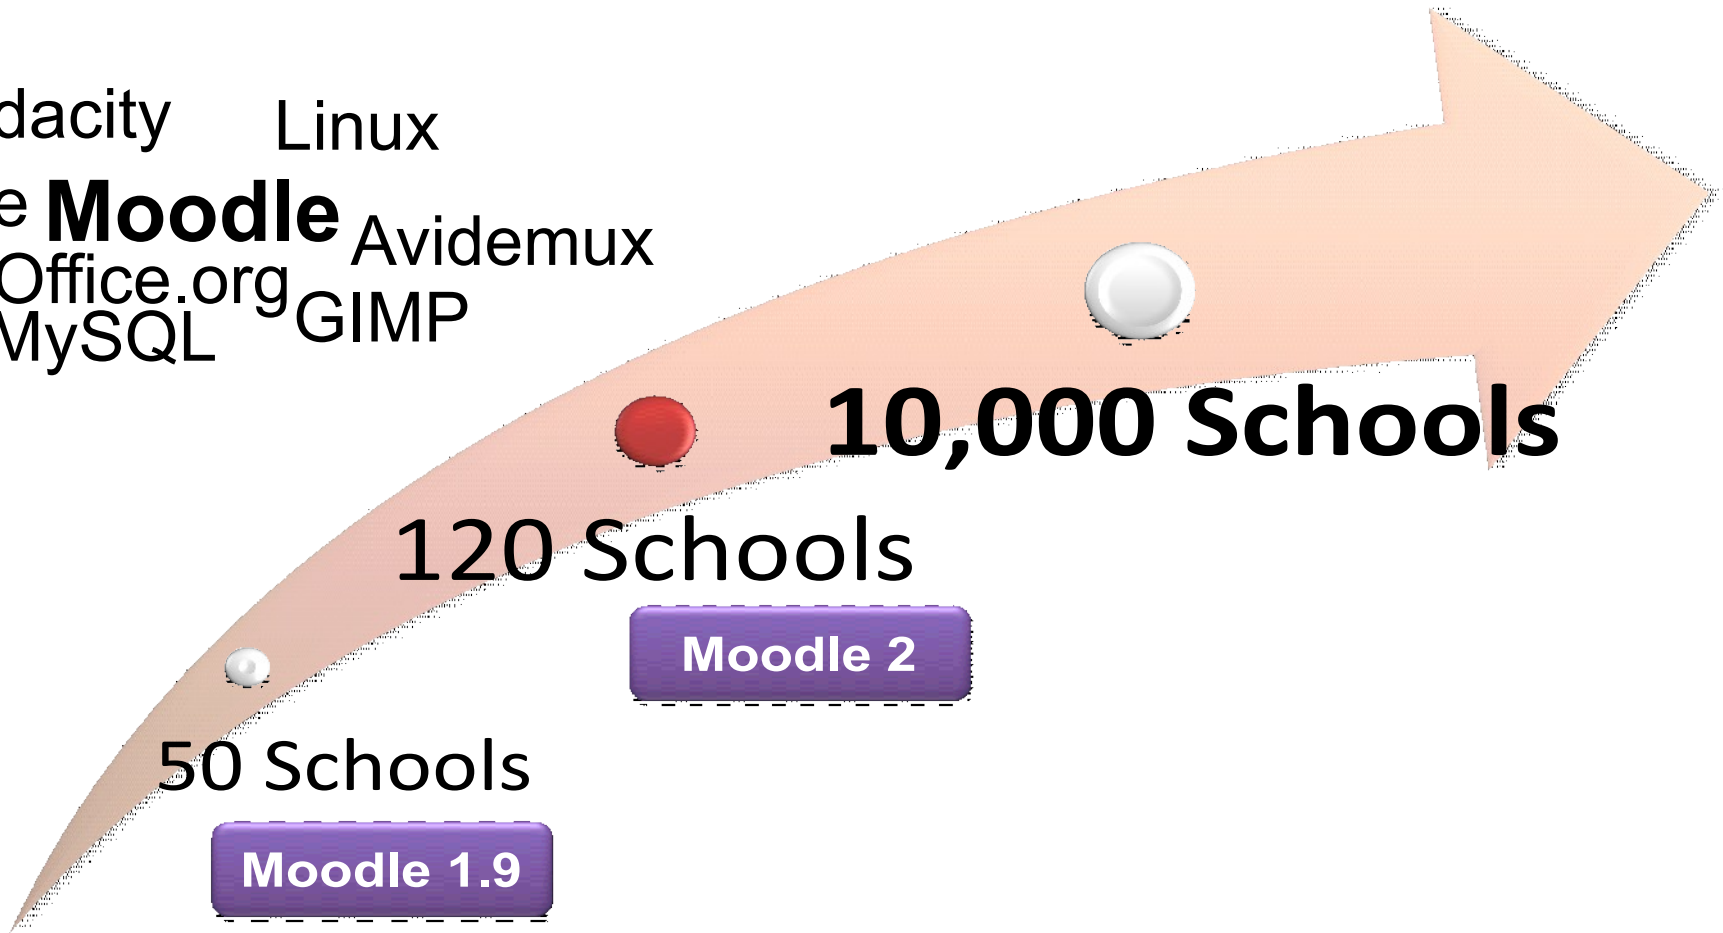 dacity Linux
e Moodle Avidemux
Office.org GIMP
MySQL
10,000 Schools
120 Schools
Moodle 2
50 Schools
Moodle 1.9